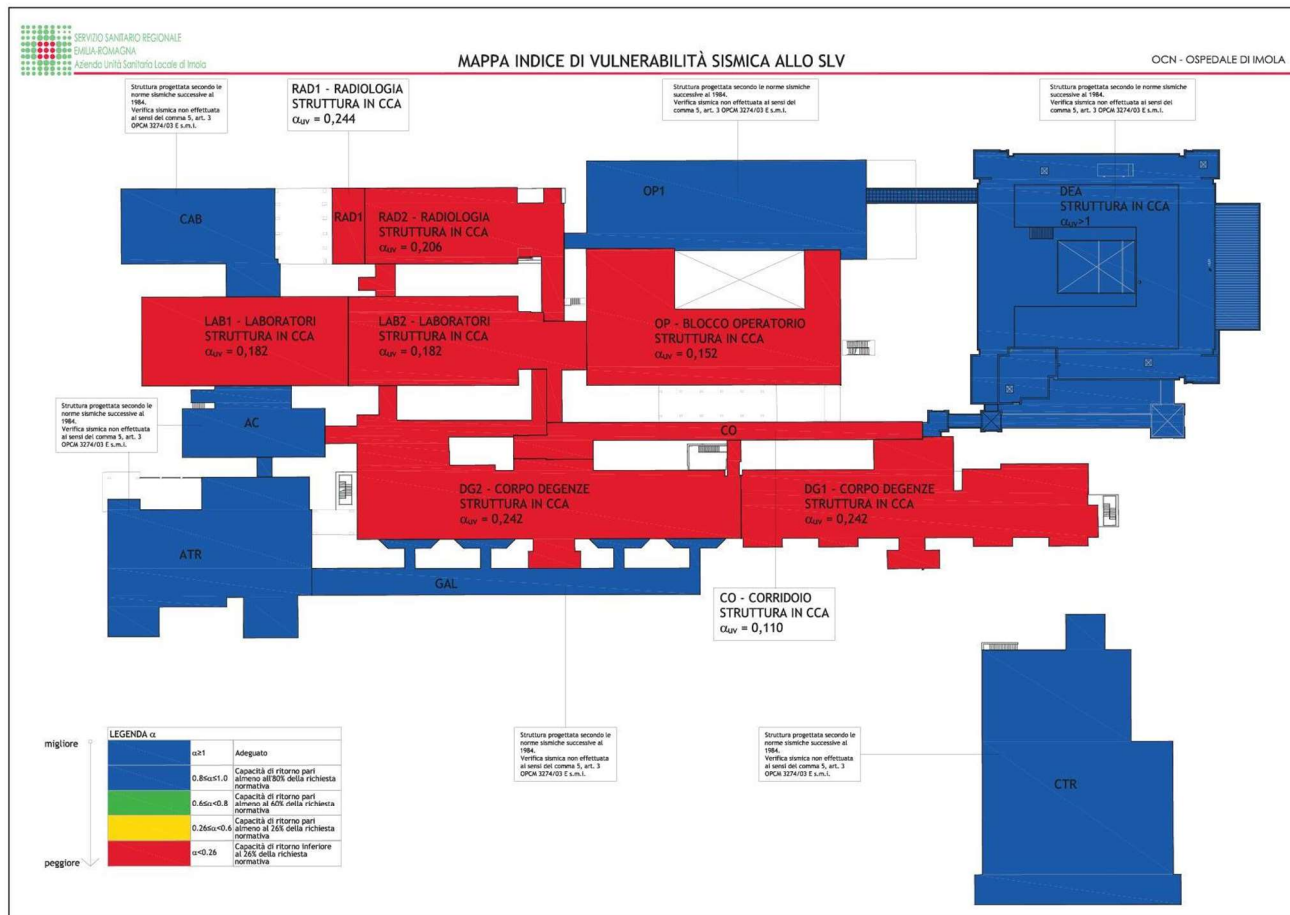 SERVIZIO SANITARIO REGIONALE
EMILIA-ROMAGNA
Azienda Unità Sanitaria Locale di Imola
MAPPA INDICE DI VULNERABILITÀ SISMICA ALLO SLV
OCN - OSPEDALE DI IMOLA
Struttura progettata secondo le
norme sismiche successive al
1984.
Verifica sismica non effettuata
ai sensi del comma 5, art. 3
OPCM 3274/03 E s.m.i.
RAD1 - RADIOLOGIA
STRUTTURA IN CCA
αuv = 0,244
Struttura progettata secondo le norme sismiche
successive al 1984.
Verifica sismica non effettuata ai sensi del
comma 5, art. 3 OPCM 3274/03 E s.m.i.
Struttura progettata secondo le norme sismiche
successive al 1984.
Verifica sismica non effettuata ai sensi del
comma 5, art. 3 OPCM 3274/03 E s.m.i.
CAB
RAD1
RAD2 - RADIOLOGIA
STRUTTURA IN CCA
αuv = 0,206
OP1
DEA
STRUTTURA IN CCA
αuv>1
LAB1 - LABORATORI
STRUTTURA IN CCA
αuv = 0,182
LAB2 - LABORATORI
STRUTTURA IN CCA
αuv = 0,182
OP - BLOCCO OPERATORIO
STRUTTURA IN CCA
αuv = 0,152
Struttura progettata secondo le
norme sismiche successive al
1984.
Verifica sismica non effettuata
ai sensi del comma 5, art. 3
OPCM 3274/03 E s.m.i.
AC
CO
DG2 - CORPO DEGENZE
STRUTTURA IN CCA
αuv = 0,242
DG1 - CORPO DEGENZE
STRUTTURA IN CCA
αuv = 0,242
ATR
GAL
CO - CORRIDOIO
STRUTTURA IN CCA
αuv = 0,110
Struttura progettata secondo le
norme sismiche successive al
1984.
Verifica sismica non effettuata
ai sensi del comma 5, art. 3
OPCM 3274/03 E s.m.i.
Struttura progettata secondo le
norme sismiche successive al
1984.
Verifica sismica non effettuata
ai sensi del comma 5, art. 3
OPCM 3274/03 E s.m.i.
CTR
migliore
peggiore
LEGENDA α
α≥1 Adeguato
0.8≤α≤1.0 Capacità di ritorno pari
almeno all'80% della richiesta
normativa
0.6≤α<0.8 Capacità di ritorno pari
almeno al 60% della richiesta
normativa
0.26≤α<0.6 Capacità di ritorno pari
almeno al 26% della richiesta
normativa
α<0.26 Capacità di ritorno inferiore
al 26% della richiesta
normativa